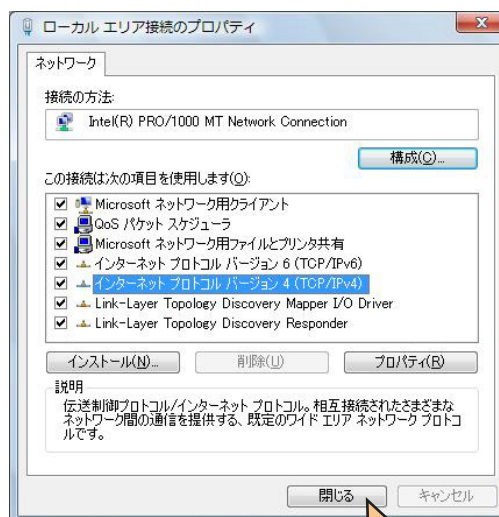 ローカル エリア接続のプロパティ
ネットワーク
接続の方法:
Intel(R) PRO/1000 MT Network Connection
構成(C)...
この接続は次の項目を使用します(O):
Microsoft ネットワーク用クライアント
QoS パケット スケジューラ
Microsoft ネットワーク用ファイルとプリンタ共有
インターネット プロトコル バージョン 6 (TCP/IPv6)
インターネット プロトコル バージョン 4 (TCP/IPv4)
Link-Layer Topology Discovery Mapper I/O Driver
Link-Layer Topology Discovery Responder
インストール(N)... 削除(U) プロパティ(R)
説明
伝送制御プロトコル/インターネット プロトコル。相互接続されたさまざまな
ネットワーク間の通信を提供する、既定のワイド エリア ネットワーク プロトコ
ルです。
閉じる キャンセル